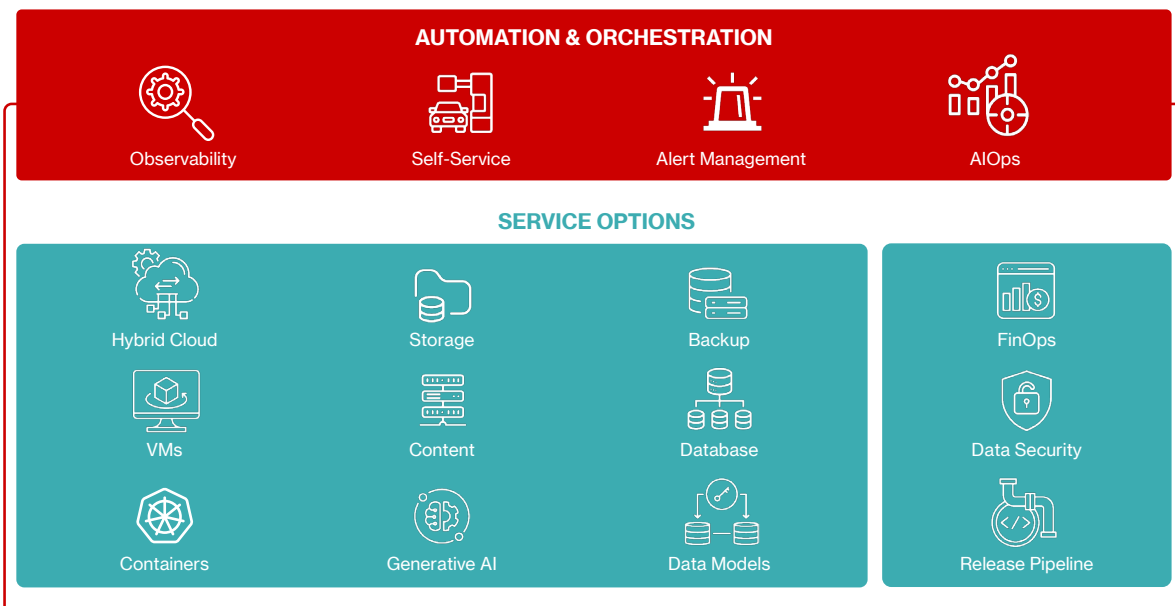 AUTOMATION & ORCHESTRATION
Observability
Self-Service
Alert Management
AIOps
SERVICE OPTIONS
Hybrid Cloud
Storage
Backup
FinOps
VMs
Content
Database
Data Security
Containers
Generative AI
Data Models
Release Pipeline